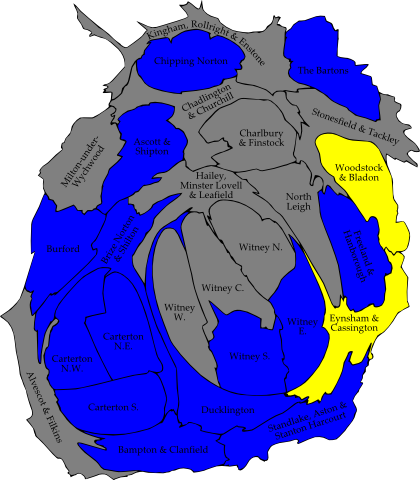 Kingham, Rollright & Enstone
Chipping Norton
The Bartons
Chadlington
& Churchill
Stonesfield & Tackley
Charlbury
& Finstock
Ascott &
Shipton
Milton-under-
Wychwood
Woodstock
& Bladon
Hailey,
Minster Lovell
& Leafield
North
Leigh
Brize Norton
& Shilton
Burford
Freeland &
Hanborough
Witney N.
Witney C.
Witney
W.
Eynsham &
Cassington
Witney
E.
Carterton
N.E.
Carterton
N.W.
Witney S.
Alvescot & Filkins
Carterton S.
Ducklington
Standlake, Aston &
Stanton Harcourt
Bampton & Clanfield